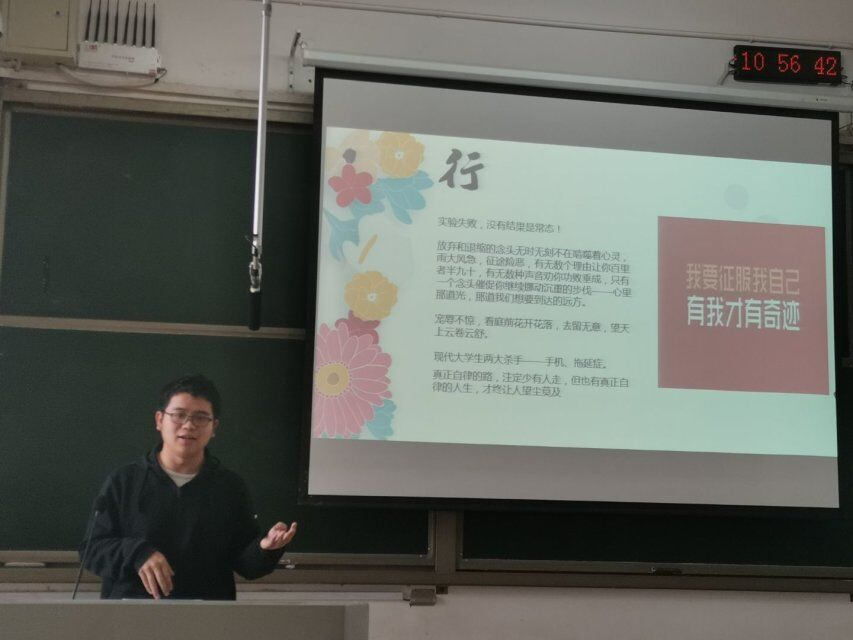 10 56 42
行
实验失败，没有结果是常态！
放弃和退缩的念头无时无刻不在啃噬着心灵，
雨大风急，征途险恶，有无数个理由让你百里
者半九十，有无数种声音劝你功败垂成，只有
一个念头催促你继续挪动沉重的步伐——心里
那道光，那道我们想要到达的远方。
宠辱不惊，看庭前花开花落，去留无意，望天
上云卷云舒。
现代大学生两大杀手——手机、拖延症。
真正自律的路，注定少有人走，但也有真正自
律的人生，才终让人望尘莫及
我要征服我自己
有我才有奇迹